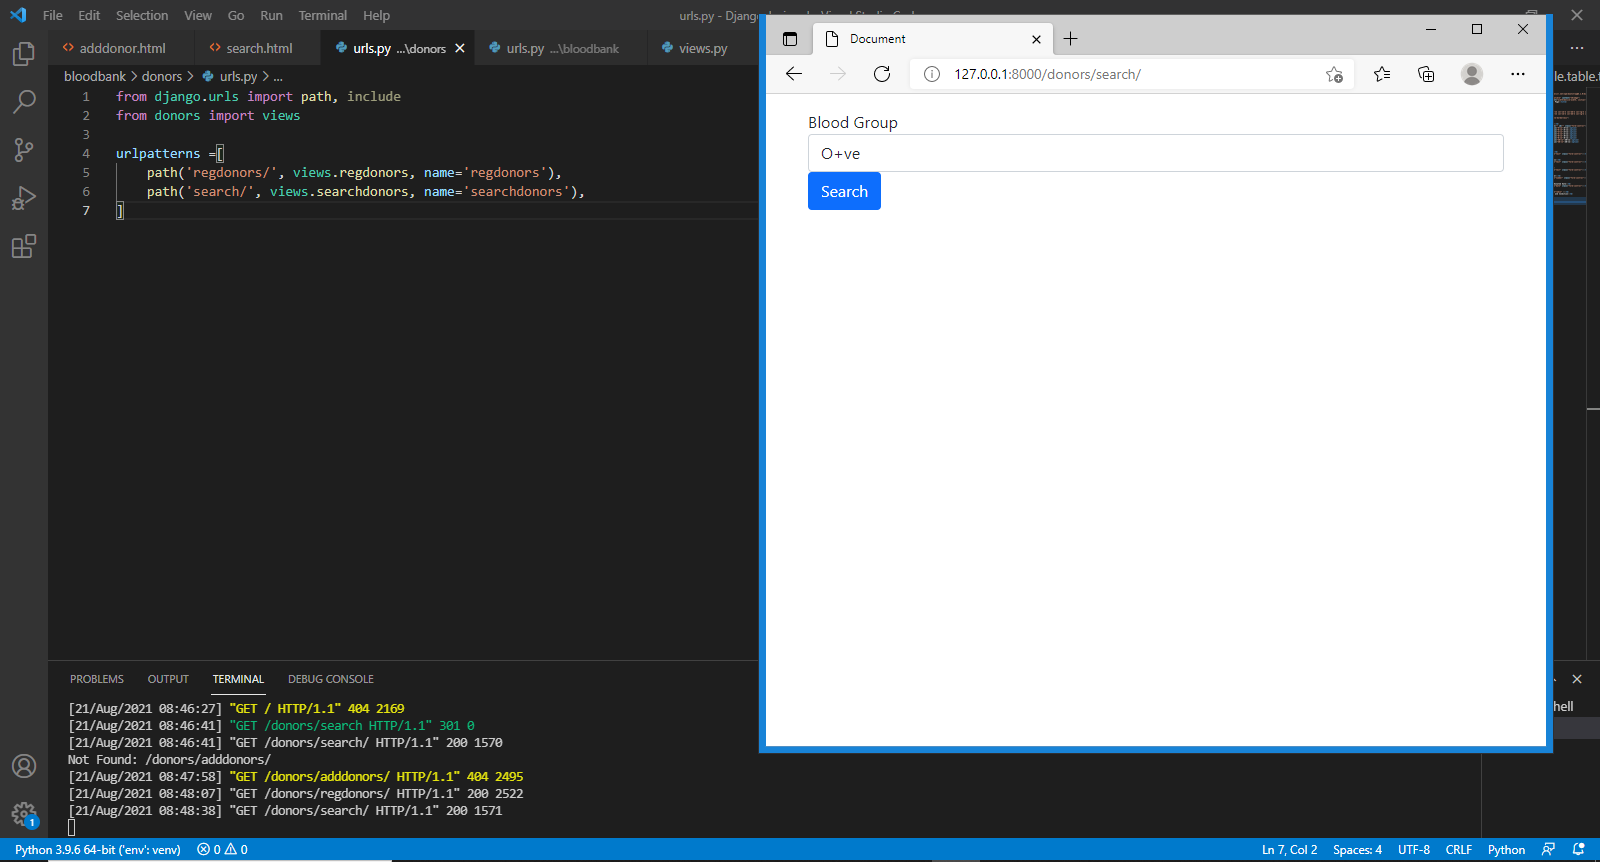 File Edit Selection View Go Run Terminal Help
urls.py - Django
adddonor.html
search.html
urls.py ...\donors
urls.py ...\bloodbank
views.py
bloodbank > donors > urls.py > ...
1 from django.urls import path, include
2 from donors import views
3
4 urlpatterns =[
5 path('regdonors/', views.regdonors, name='regdonors'),
6 path('search/', views.searchdonors, name='searchdonors'),
7 ]
Document
127.0.0.1:8000/donors/search/
Blood Group
O+ve
Search
le.table.t
PROBLEMS OUTPUT TERMINAL DEBUG CONSOLE
hell
[21/Aug/2021 08:46:27] "GET / HTTP/1.1" 404 2169
[21/Aug/2021 08:46:41] "GET /donors/search HTTP/1.1" 301 0
[21/Aug/2021 08:46:41] "GET /donors/search/ HTTP/1.1" 200 1570
Not Found: /donors/adddonors/
[21/Aug/2021 08:47:58] "GET /donors/adddonors/ HTTP/1.1" 404 2495
[21/Aug/2021 08:48:07] "GET /donors/regdonors/ HTTP/1.1" 200 2522
[21/Aug/2021 08:48:38] "GET /donors/search/ HTTP/1.1" 200 1571
1
Python 3.9.6 64-bit ('env': venv) 0 0
Ln 7, Col 2 Spaces: 4 UTF-8 CRLF Python